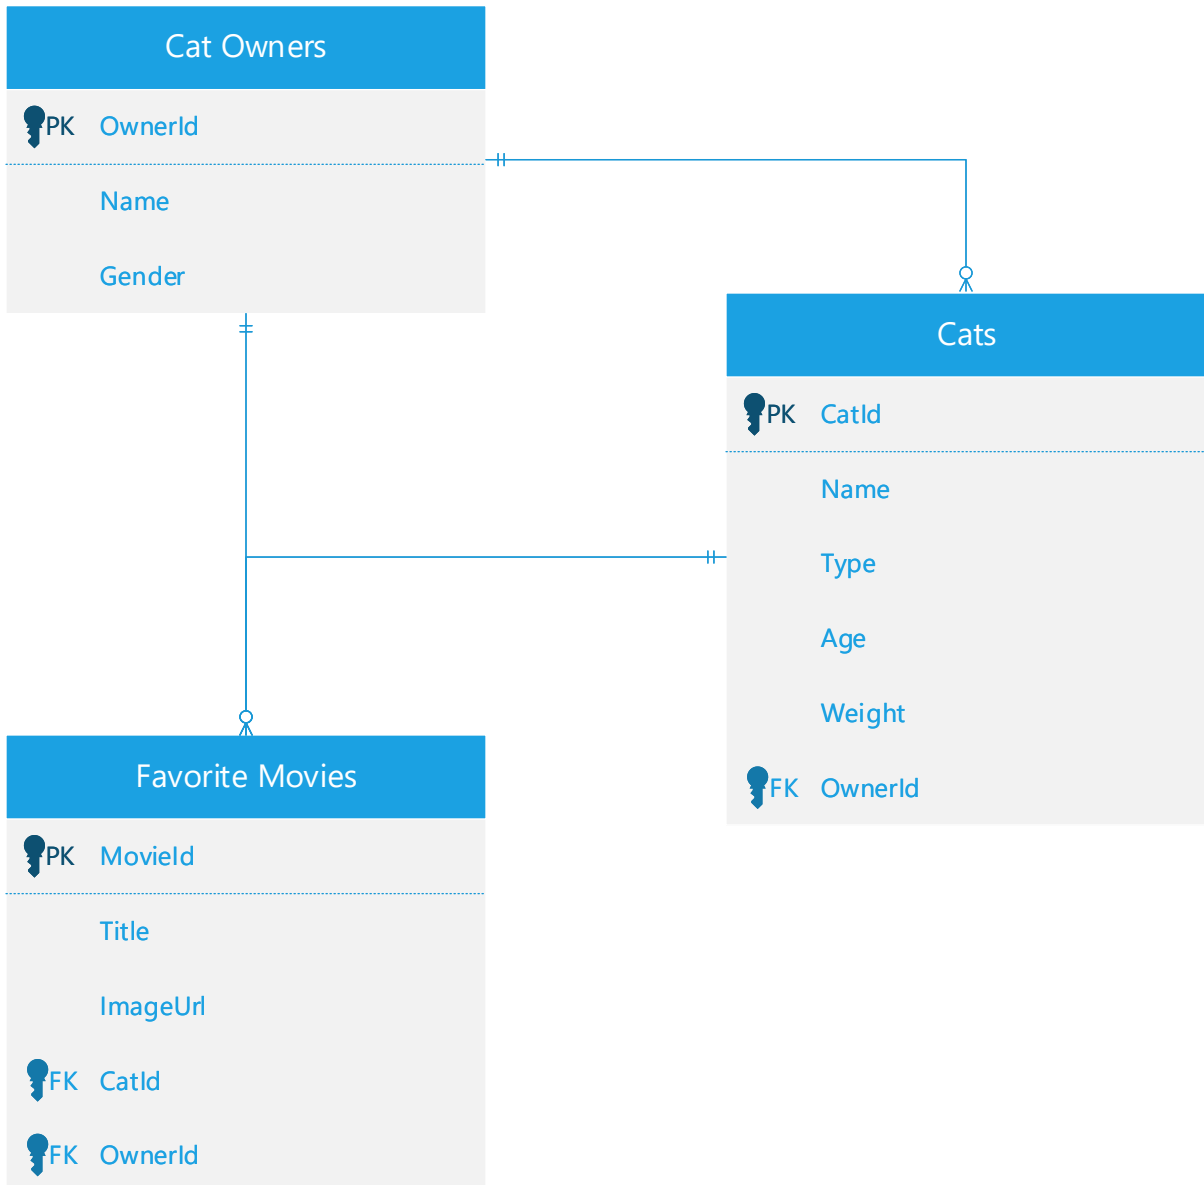 Cat Owners
PK OwnerId
Name
Gender
Cats
PK CatId
Name
Type
Age
Weight
FK OwnerId
Favorite Movies
PK MovieId
Title
ImageUrl
FK CatId
FK OwnerId